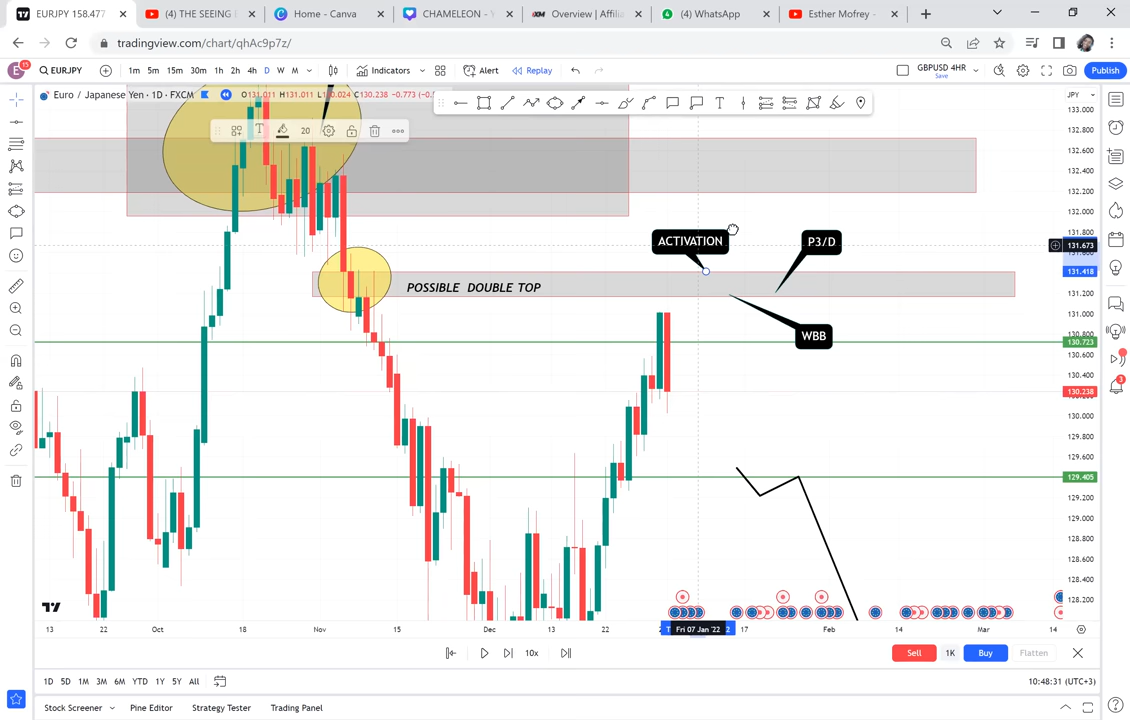 EURJPY 158.477
(4) THE SEEING E
Home - Canva
CHAMELEON - Y
Overview | Affilia
(4) WhatsApp
Esther Mofrey -
tradingview.com/chart/qhAc9p7z/
E
15
EURJPY
1m 5m 15m 30m 1h 2h 4h D W M
Indicators
Alert
Replay
GBPUSD 4HR
Save
Publish
Euro / Japanese Yen · 1D · FXCM
O131.011 H131.011 L130.024 C130.238 -0.773
20
JPY
133.000
132.800
132.600
132.400
132.200
132.000
131.800
131.673
131.418
131.200
131.000
130.800
130.723
130.600
130.238
130.000
129.800
129.600
129.405
129.200
129.000
128.800
128.600
128.400
128.200
ACTIVATION
P3/D
POSSIBLE DOUBLE TOP
WBB
13 22 Oct 18 Nov 15 Dec 13 22 Fri 07 Jan '22 17 Feb 14 Mar 14
10x
Sell 1K Buy Flatten
1D 5D 1M 3M 6M YTD 1Y 5Y All
10:48:31 (UTC+3)
Stock Screener Pine Editor Strategy Tester Trading Panel
3